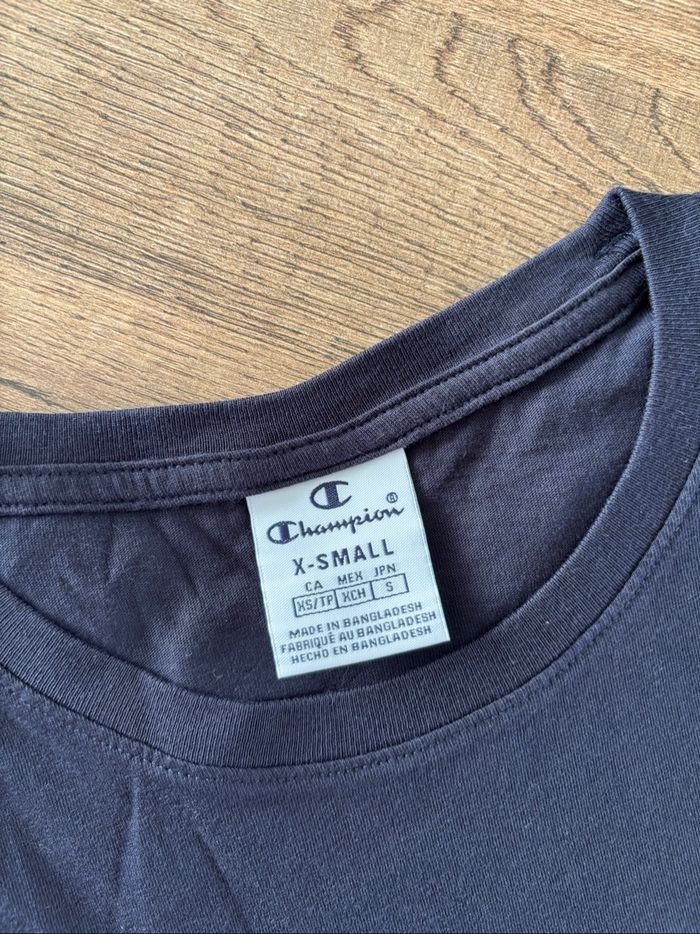 Champion®
X-SMALL
CA MEX JPN
XS/TP XCH S
MADE IN BANGLADESH
FABRIQUÉ AU BANGLADESH
HECHO EN BANGLADESH